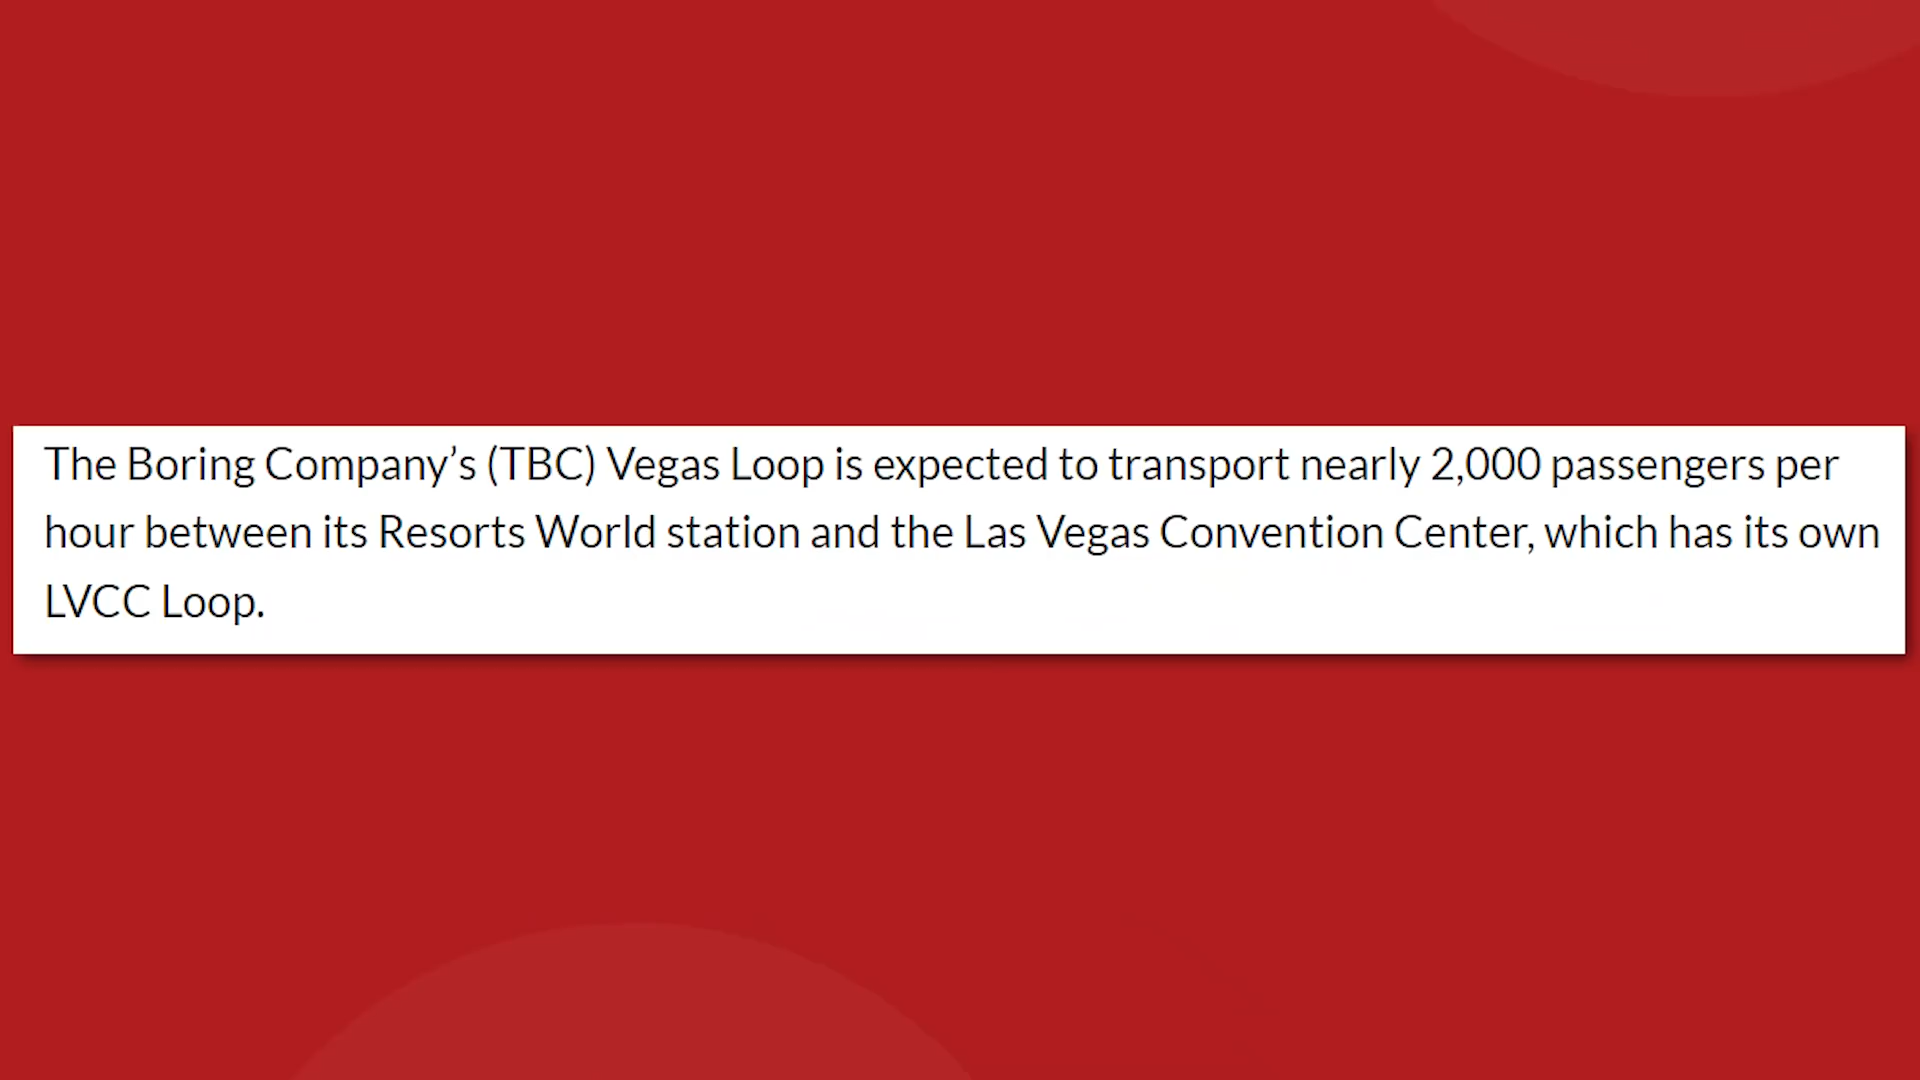 The Boring Company’s (TBC) Vegas Loop is expected to transport nearly 2,000 passengers per
hour between its Resorts World station and the Las Vegas Convention Center, which has its own
LVCC Loop.